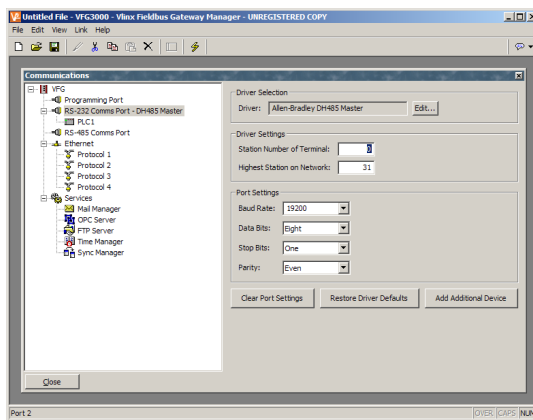 Untitled File - VFG3000 - Vlinx Fieldbus Gateway Manager - UNREGISTERED COPY
File Edit View Link Help
Communications
VFG
Programming Port
RS-232 Comms Port - DH485 Master
PLC1
RS-485 Comms Port
Ethernet
Protocol 1
Protocol 2
Protocol 3
Protocol 4
Services
Mail Manager
OPC Server
FTP Server
Time Manager
Sync Manager
Driver Selection
Driver: Allen-Bradley DH485 Master Edit...
Driver Settings
Station Number of Terminal: 0
Highest Station on Network: 31
Port Settings
Baud Rate: 19200
Data Bits: Eight
Stop Bits: One
Parity: Even
Clear Port Settings Restore Driver Defaults Add Additional Device
Close
Port 2 OVER CAPS NUM